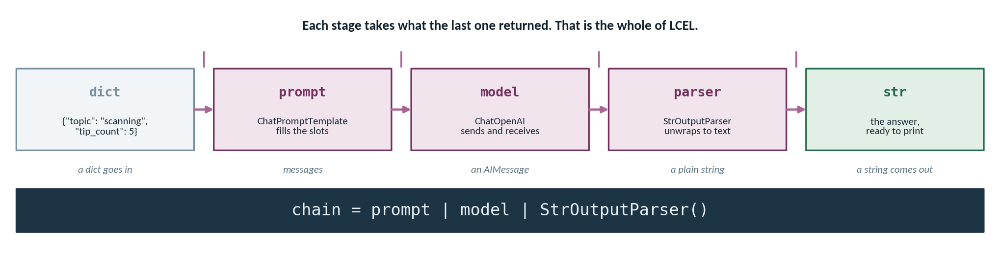 Each stage takes what the last one returned. That is the whole of LCEL.
| | | |
dict
{"topic": "scanning",
"tip_count": 5}
prompt
ChatPromptTemplate
fills the slots
model
ChatOpenAI
sends and receives
parser
StrOutputParser
unwraps to text
str
the answer,
ready to print
a dict goes in
messages
an AIMessage
a plain string
a string comes out
chain = prompt | model | StrOutputParser()